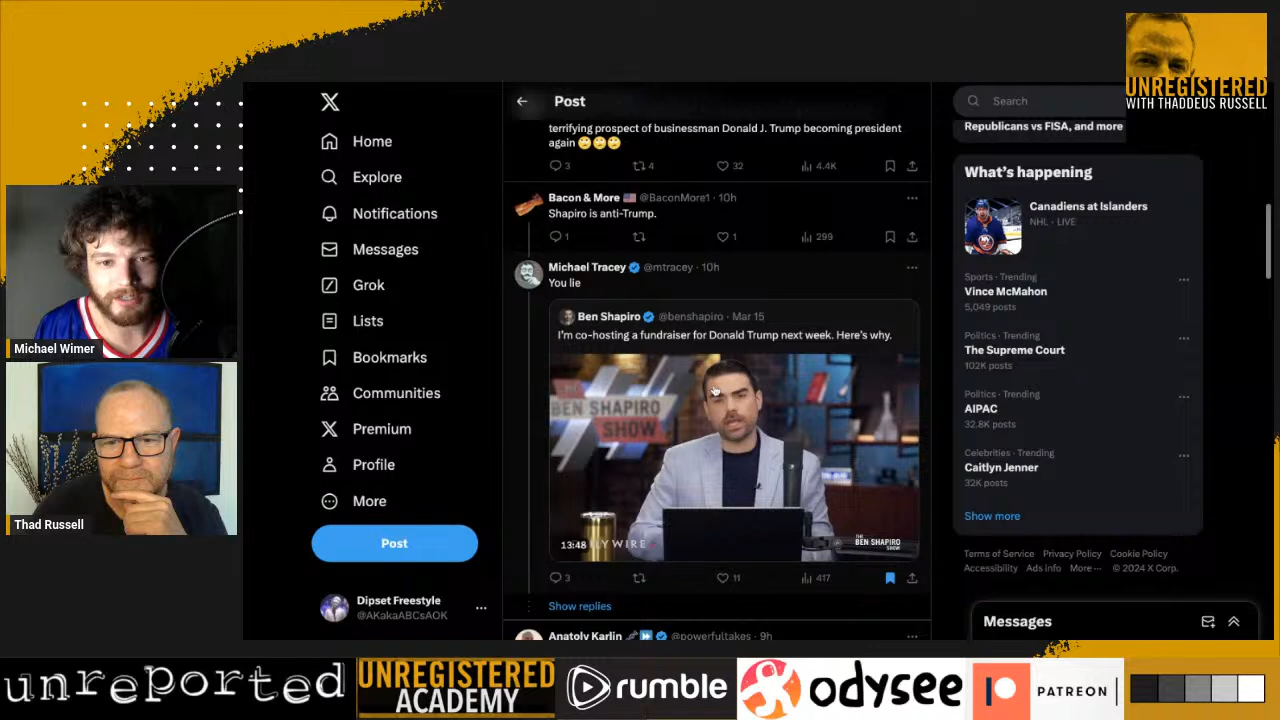 UNREGISTERED
WITH THADDEUS RUSSELL
Michael Wimer
Thad Russell
Home
Explore
Notifications
Messages
Grok
Lists
Bookmarks
Communities
Premium
Profile
More
Post
Dipset Freestyle
@AKakaABCsAOK
Post
terrifying prospect of businessman Donald J. Trump becoming president
again 🙄🙄🙄
3 4 32 4.4K
Bacon & More 🇺🇸 @BaconMore1 · 10h
Shapiro is anti-Trump.
1 1 299
Michael Tracey @mtracey · 10h
You lie
Ben Shapiro @benshapiro · Mar 15
I'm co-hosting a fundraiser for Donald Trump next week. Here's why.
BEN SHAPIRO
SHOW
13:48 LYWIRE
THE
BEN SHAPIRO
SHOW
3 11 417
Show replies
Anatoly Karlin @powerfultakes · 9h
Search
Republicans vs FISA, and more
What's happening
Canadiens at Islanders
NHL · LIVE
Sports · Trending
Vince McMahon
5,049 posts
Politics · Trending
The Supreme Court
102K posts
Politics · Trending
AIPAC
32.8K posts
Celebrities · Trending
Caitlyn Jenner
32K posts
Show more
Terms of Service Privacy Policy Cookie Policy
Accessibility Ads info More ··· © 2024 X Corp.
Messages
unreported
UNREGISTERED
ACADEMY
rumble
odysee
PATREON